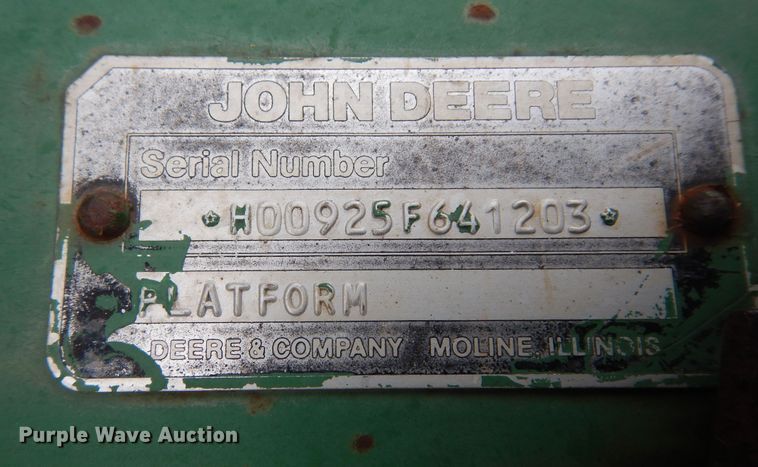 JOHN DEERE
Serial Number
H00925F641203
PLATFORM
DEERE & COMPANY MOLINE, ILLINOIS
Purple Wave Auction